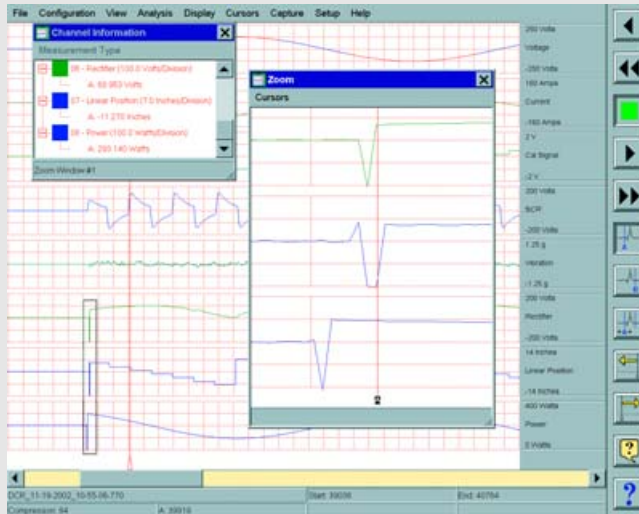 File Configuration View Analysis Display Cursors Capture Setup Help
Channel Information
Measurement Type
06 - Rectifier (100.0 Volts/Division)
A: 60.953 Volts
07 - Linear Position (7.0 Inches/Division)
A: -11.270 Inches
08 - Power (100.0 Watts/Division)
A: 293.140 Watts
Zoom Window #1
Zoom
Cursors
250 Volts
Voltage
-250 Volts
160 Amps
Current
-160 Amps
2 V
Cal Signal
-2 V
200 Volts
SCR
-200 Volts
1.25 g
Vibration
-1.25 g
200 Volts
Rectifier
-200 Volts
14 Inches
Linear Position
-14 Inches
400 Watts
Power
0 Watts
DCR_11-19-2002_10-55-06-770
Start: 39036
End: 40784
Compression: 64
A: 39919